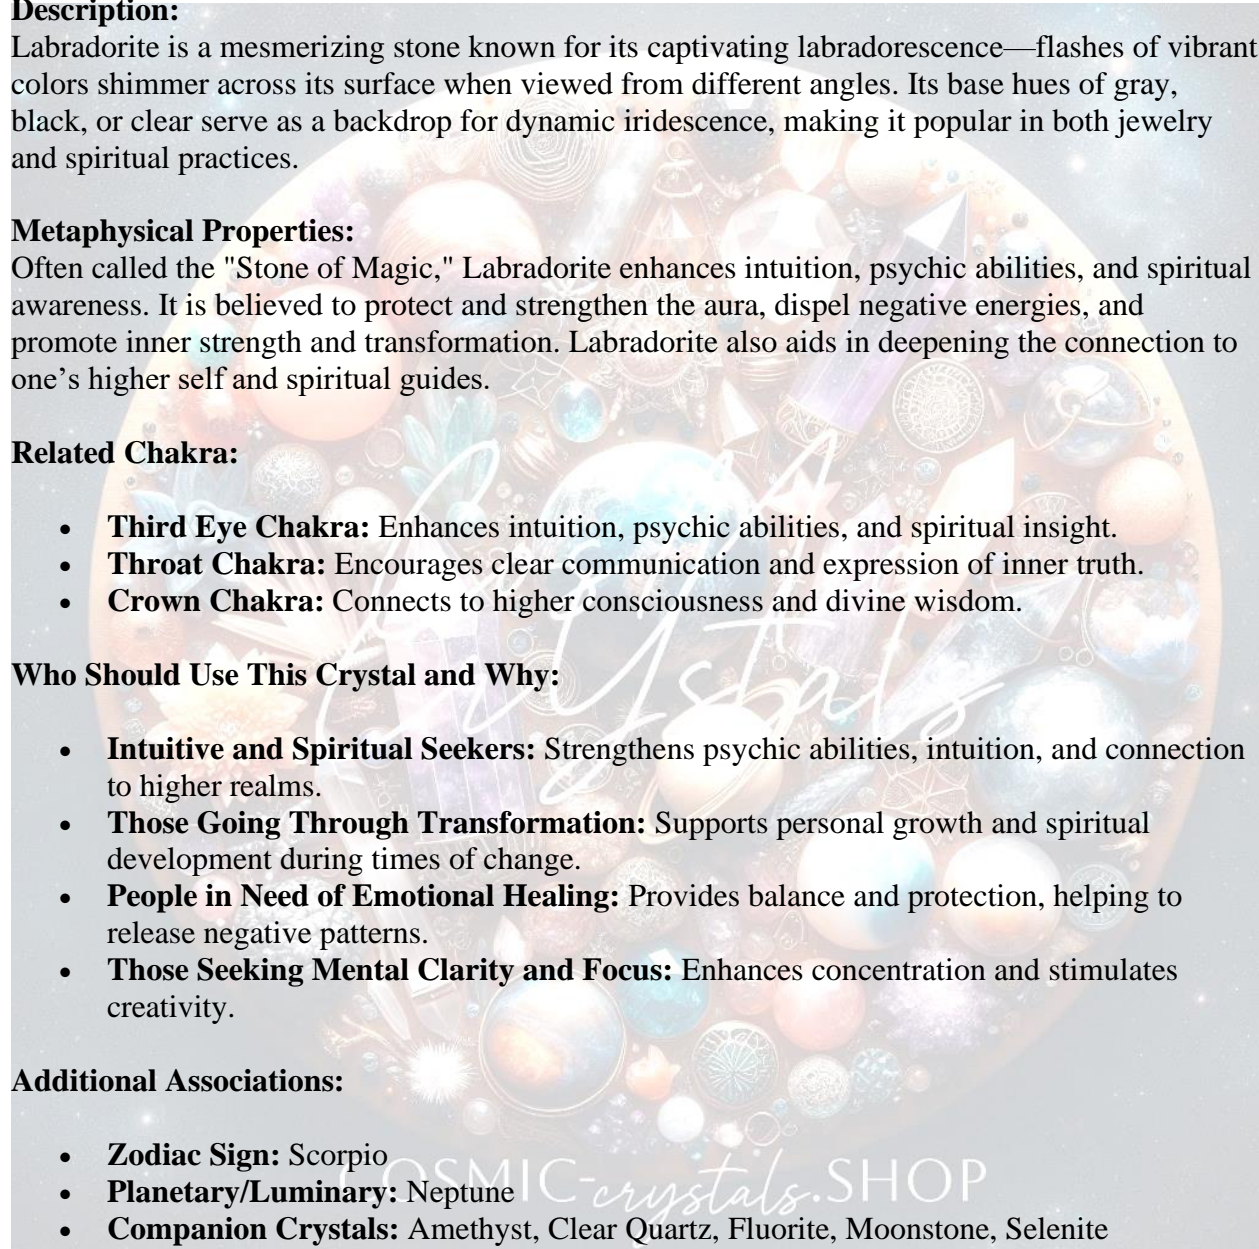 Description:
Labradorite is a mesmerizing stone known for its captivating labradorescence—flashes of vibrant
colors shimmer across its surface when viewed from different angles. Its base hues of gray,
black, or clear serve as a backdrop for dynamic iridescence, making it popular in both jewelry
and spiritual practices.
Metaphysical Properties:
Often called the "Stone of Magic," Labradorite enhances intuition, psychic abilities, and spiritual
awareness. It is believed to protect and strengthen the aura, dispel negative energies, and
promote inner strength and transformation. Labradorite also aids in deepening the connection to
one’s higher self and spiritual guides.
Related Chakra:
• Third Eye Chakra: Enhances intuition, psychic abilities, and spiritual insight.
• Throat Chakra: Encourages clear communication and expression of inner truth.
• Crown Chakra: Connects to higher consciousness and divine wisdom.
Who Should Use This Crystal and Why:
• Intuitive and Spiritual Seekers: Strengthens psychic abilities, intuition, and connection
to higher realms.
• Those Going Through Transformation: Supports personal growth and spiritual
development during times of change.
• People in Need of Emotional Healing: Provides balance and protection, helping to
release negative patterns.
• Those Seeking Mental Clarity and Focus: Enhances concentration and stimulates
creativity.
Additional Associations:
• Zodiac Sign: Scorpio
• Planetary/Luminary: Neptune
• Companion Crystals: Amethyst, Clear Quartz, Fluorite, Moonstone, Selenite
Crystals
COSMIC-crystals.SHOP